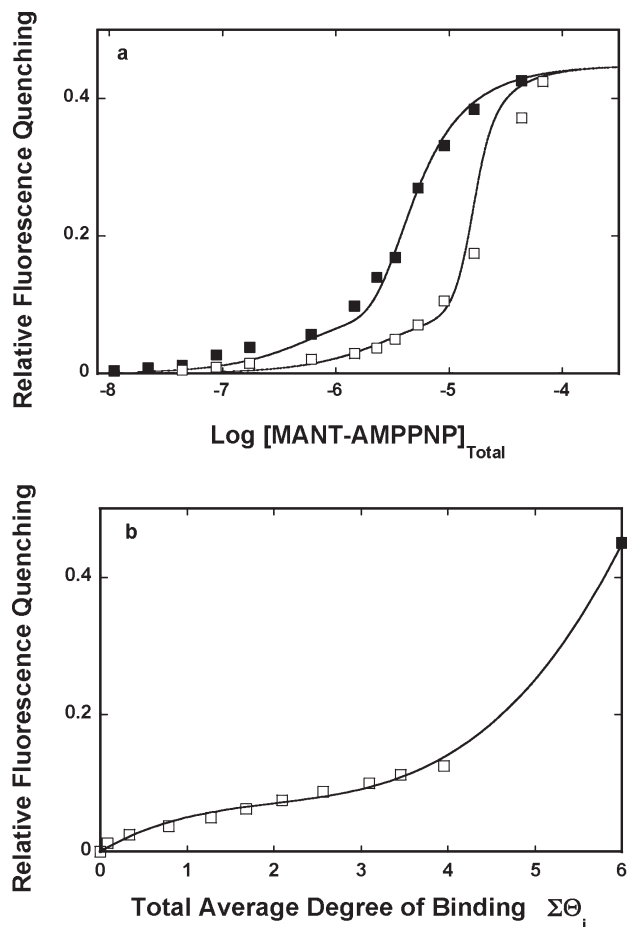 Relative Fluorescence Quenching
a
0.4
0.2
0
-8 -7 -6 -5 -4
Log [MANT-AMPPNP]Total
Relative Fluorescence Quenching
b
0.4
0.2
0
0 1 2 3 4 5 6
Total Average Degree of Binding ΣΘi